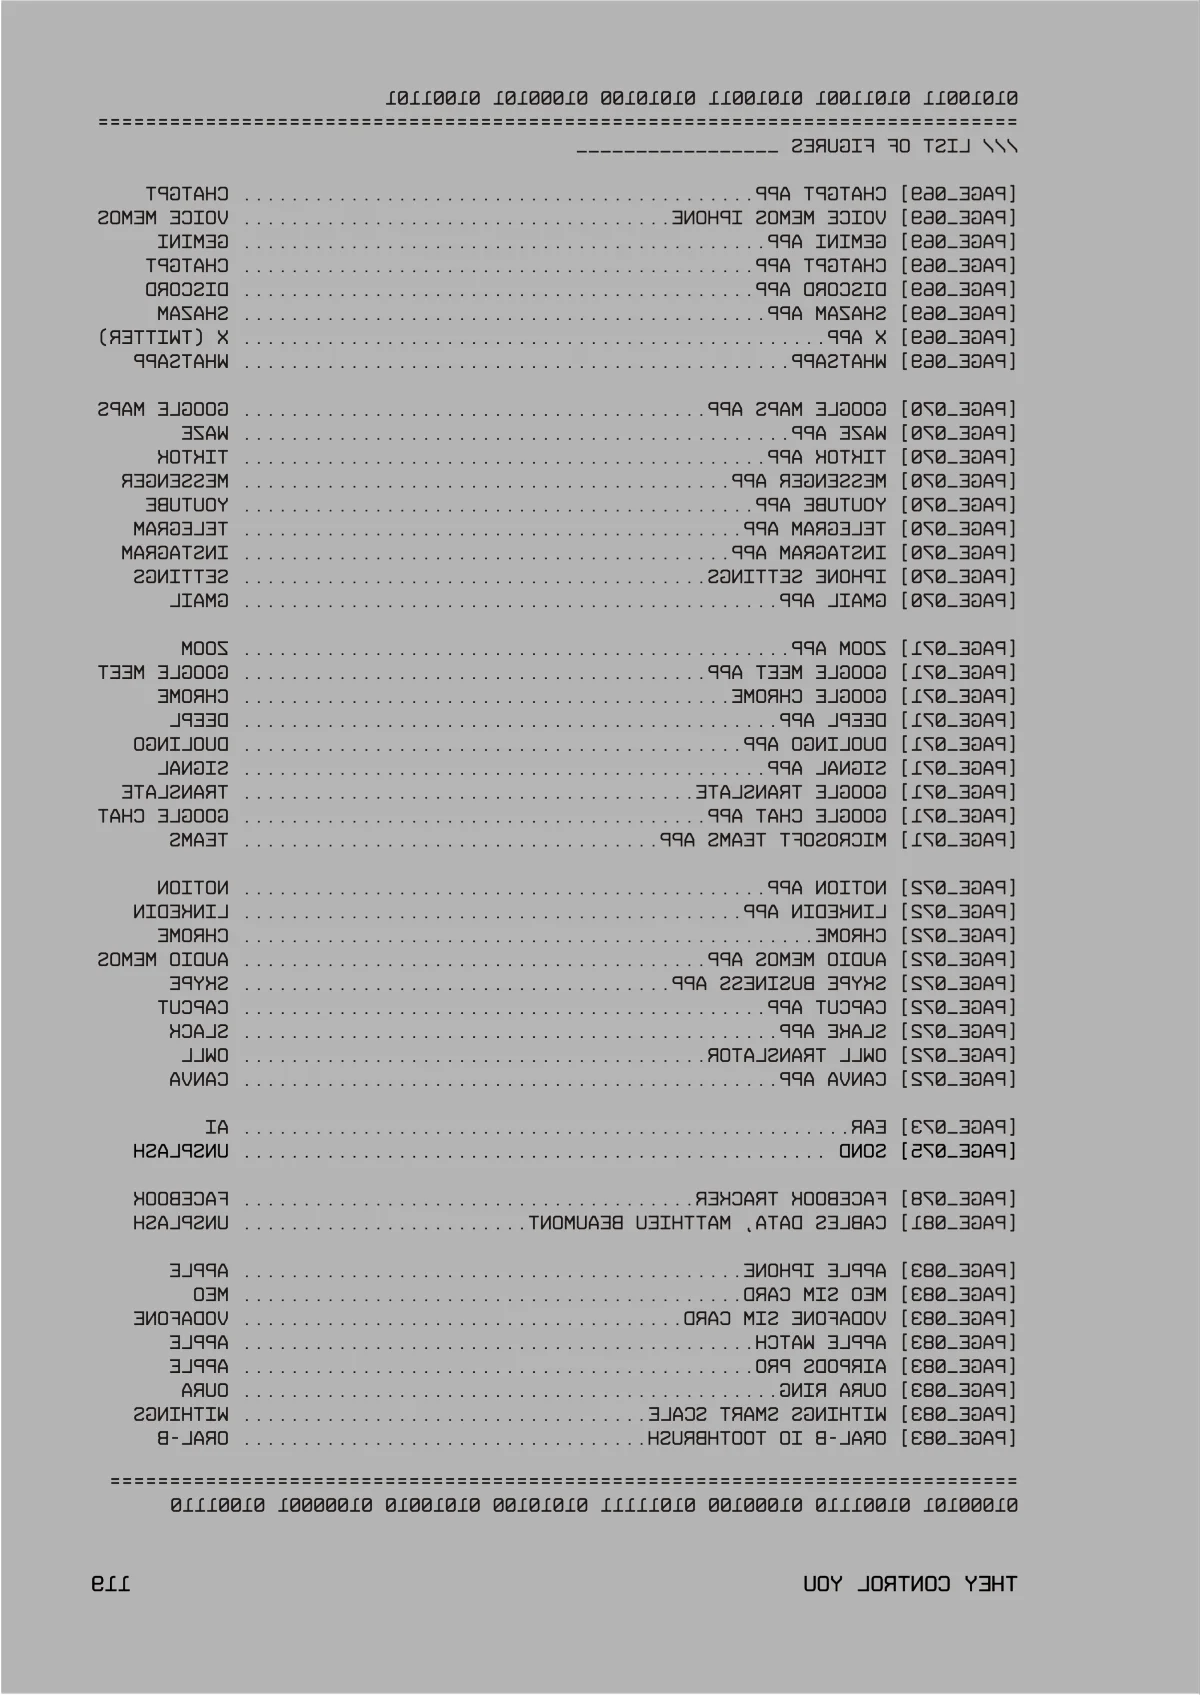 01010011 01011001 01010011 01010100 01000101 01001101
=============================================================================
/// LIST OF FIGURES _________________
[PAGE_069] CHATGPT APP........................................... CHATGPT
[PAGE_069] VOICE MEMOS IPHONE.................................... VOICE MEMOS
[PAGE_069] GEMINI APP............................................ GEMINI
[PAGE_069] CHATGPT APP........................................... CHATGPT
[PAGE_069] DISCORD APP........................................... DISCORD
[PAGE_069] SHAZAM APP............................................ SHAZAM
[PAGE_069] X APP................................................. X (TWITTER)
[PAGE_069] WHATSAPP.............................................. WHATSAPP
[PAGE_070] GOOGLE MAPS APP....................................... GOOGLE MAPS
[PAGE_070] WAZE APP.............................................. WAZE
[PAGE_070] TIKTOK APP............................................ TIKTOK
[PAGE_070] MESSENGER APP......................................... MESSENGER
[PAGE_070] YOUTUBE APP........................................... YOUTUBE
[PAGE_070] TELEGRAM APP.......................................... TELEGRAM
[PAGE_070] INSTAGRAM APP......................................... INSTAGRAM
[PAGE_070] IPHONE SETTINGS....................................... SETTINGS
[PAGE_070] GMAIL APP............................................. GMAIL
[PAGE_071] ZOOM APP.............................................. ZOOM
[PAGE_071] GOOGLE MEET APP....................................... GOOGLE MEET
[PAGE_071] GOOGLE CHROME......................................... CHROME
[PAGE_071] DEEPL APP............................................. DEEPL
[PAGE_071] DUOLINGO APP.......................................... DUOLINGO
[PAGE_071] SIGNAL APP............................................ SIGNAL
[PAGE_071] GOOGLE TRANSLATE...................................... TRANSLATE
[PAGE_071] GOOGLE CHAT APP....................................... GOOGLE CHAT
[PAGE_071] MICROSOFT TEAMS APP................................... TEAMS
[PAGE_072] NOTION APP............................................ NOTION
[PAGE_072] LINKEDIN APP.......................................... LINKEDIN
[PAGE_072] CHROME................................................ CHROME
[PAGE_072] AUDIO MEMOS APP....................................... AUDIO MEMOS
[PAGE_072] SKYPE BUSINESS APP.................................... SKYPE
[PAGE_072] CAPCUT APP............................................ CAPCUT
[PAGE_072] SLAKE APP............................................. SLACK
[PAGE_072] OWLL TRANSLATOR....................................... OWLL
[PAGE_072] CANVA APP............................................. CANVA
[PAGE_073] EAR................................................... AI
[PAGE_075] SOND ................................................. UNSPLASH
[PAGE_078] FACEBOOK TRACKER...................................... FACEBOOK
[PAGE_081] CABLES DATA, MATTHIEU BEAUMONT........................ UNSPLASH
[PAGE_083] APPLE IPHONE.......................................... APPLE
[PAGE_083] MEO SIM CARD.......................................... MEO
[PAGE_083] VODAFONE SIM CARD..................................... VODAFONE
[PAGE_083] APPLE WATCH........................................... APPLE
[PAGE_083] AIRPODS PRO........................................... APPLE
[PAGE_083] OURA RING............................................. OURA
[PAGE_083] WITHINGS SMART SCALE.................................. WITHINGS
[PAGE_083] ORAL-B IO TOOTHBRUSH.................................. ORAL-B
============================================================================
01000101 01001110 01000100 01011111 01010100 01010010 01000001 01001110
THEY CONTROL YOU 119